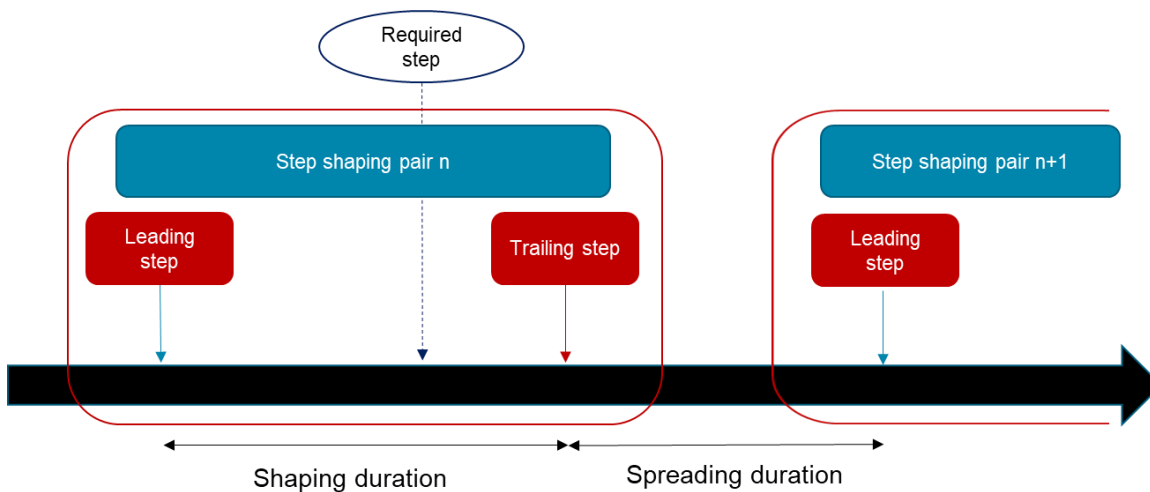 Required
step
Step shaping pair n
Step shaping pair n+1
Leading
step
Trailing step
Leading
step
Shaping duration
Spreading duration